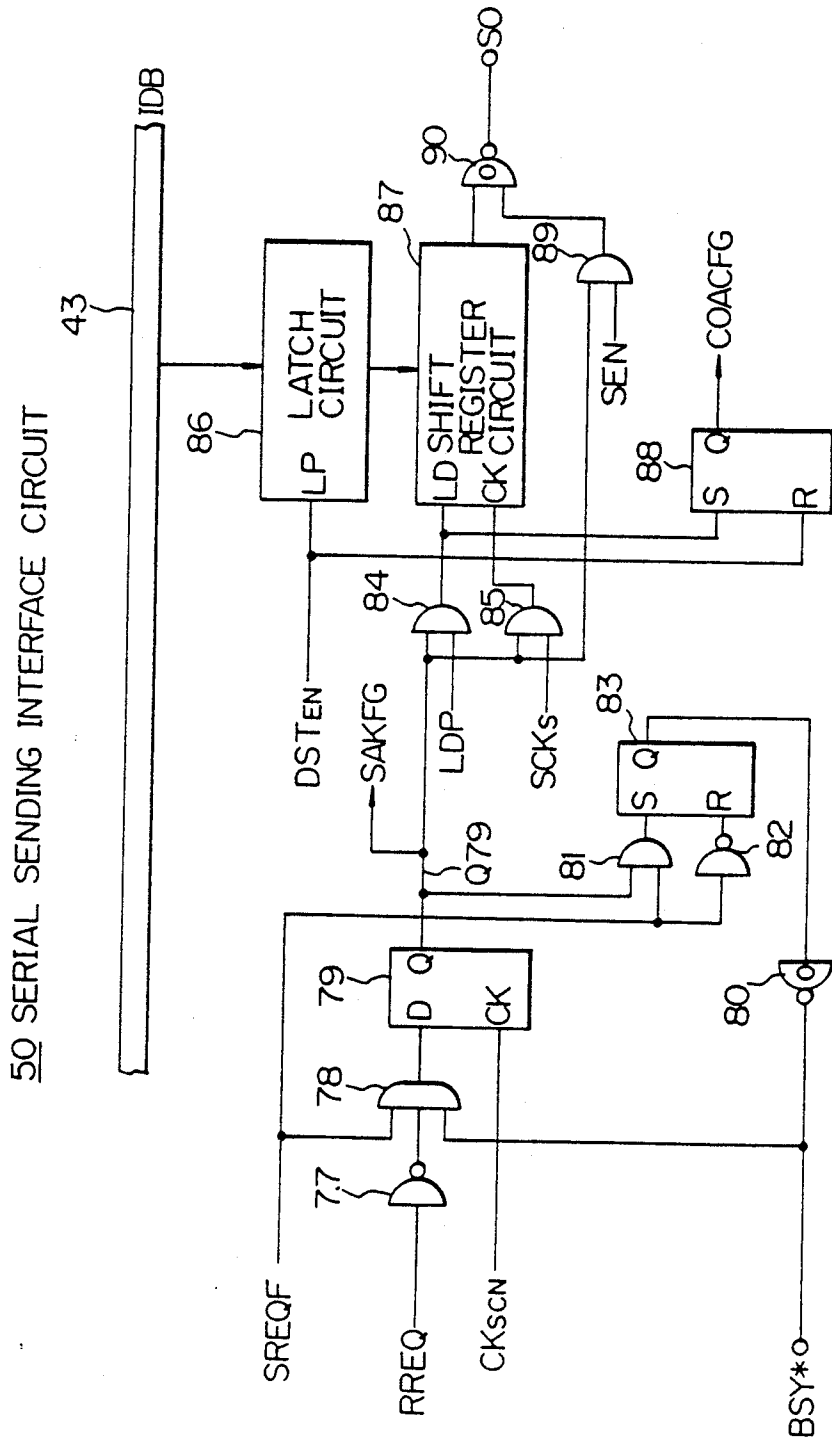 50 SERIAL SENDING INTERFACE CIRCUIT
43
IDB
86
LP
LATCH
CIRCUIT
87
LD SHIFT
REGISTER
CK CIRCUIT
90
SO
89
SEN
88
S
Q
R
COACFG
DSTEN
84
LDP
85
SCKs
SAKFG
Q79
SREQF
77
RREQ
78
79
D
Q
CK
CKSCN
81
82
83
S
Q
R
80
BSY*